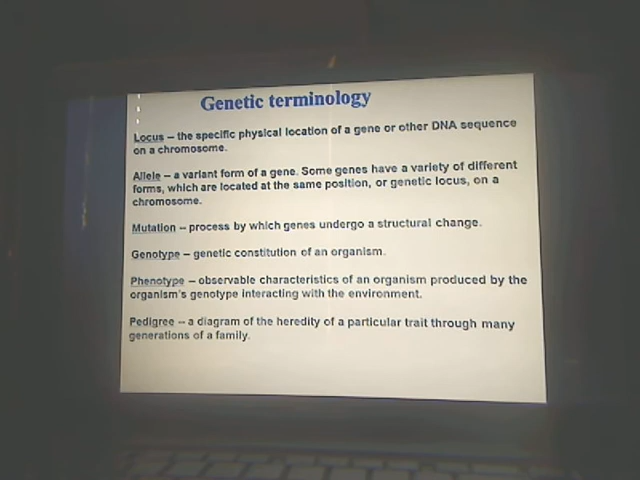 Genetic terminology
Locus – the specific physical location of a gene or other DNA sequence
on a chromosome.
Allele – a variant form of a gene. Some genes have a variety of different
forms, which are located at the same position, or genetic locus, on a
chromosome.
Mutation – process by which genes undergo a structural change.
Genotype – genetic constitution of an organism.
Phenotype – observable characteristics of an organism produced by the
organism's genotype interacting with the environment.
Pedigree – a diagram of the heredity of a particular trait through many
generations of a family.